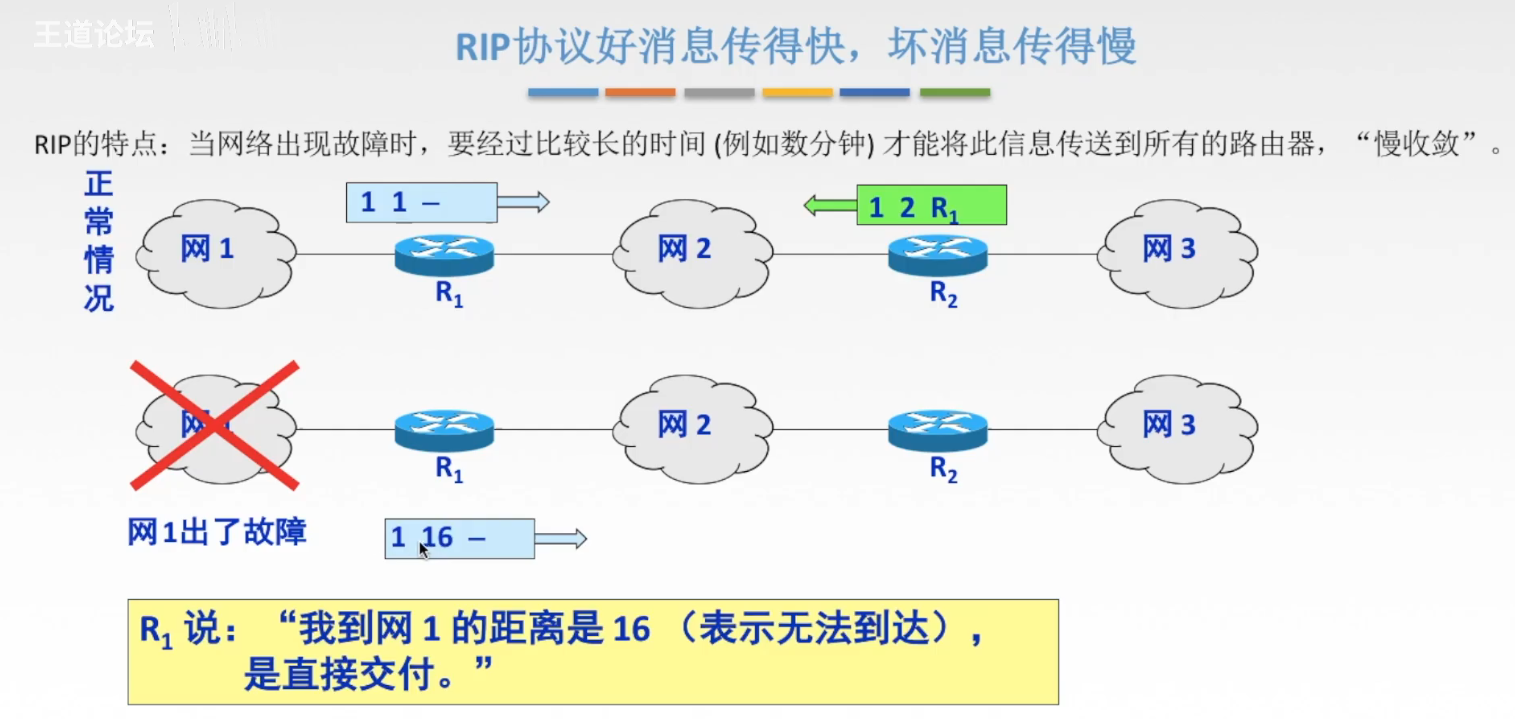 王道论坛
RIP协议好消息传得快，坏消息传得慢
RIP的特点：当网络出现故障时，要经过比较长的时间 (例如数分钟) 才能将此信息传送到所有的路由器，“慢收敛”。
正常情况
1 1 –
1 2 R₁
网 1
网 2
网 3
R₁
R₂
网 1
网 2
网 3
R₁
R₂
网1出了故障
1 16 –
R₁ 说：“我到网 1 的距离是 16 （表示无法到达），
是直接交付。”